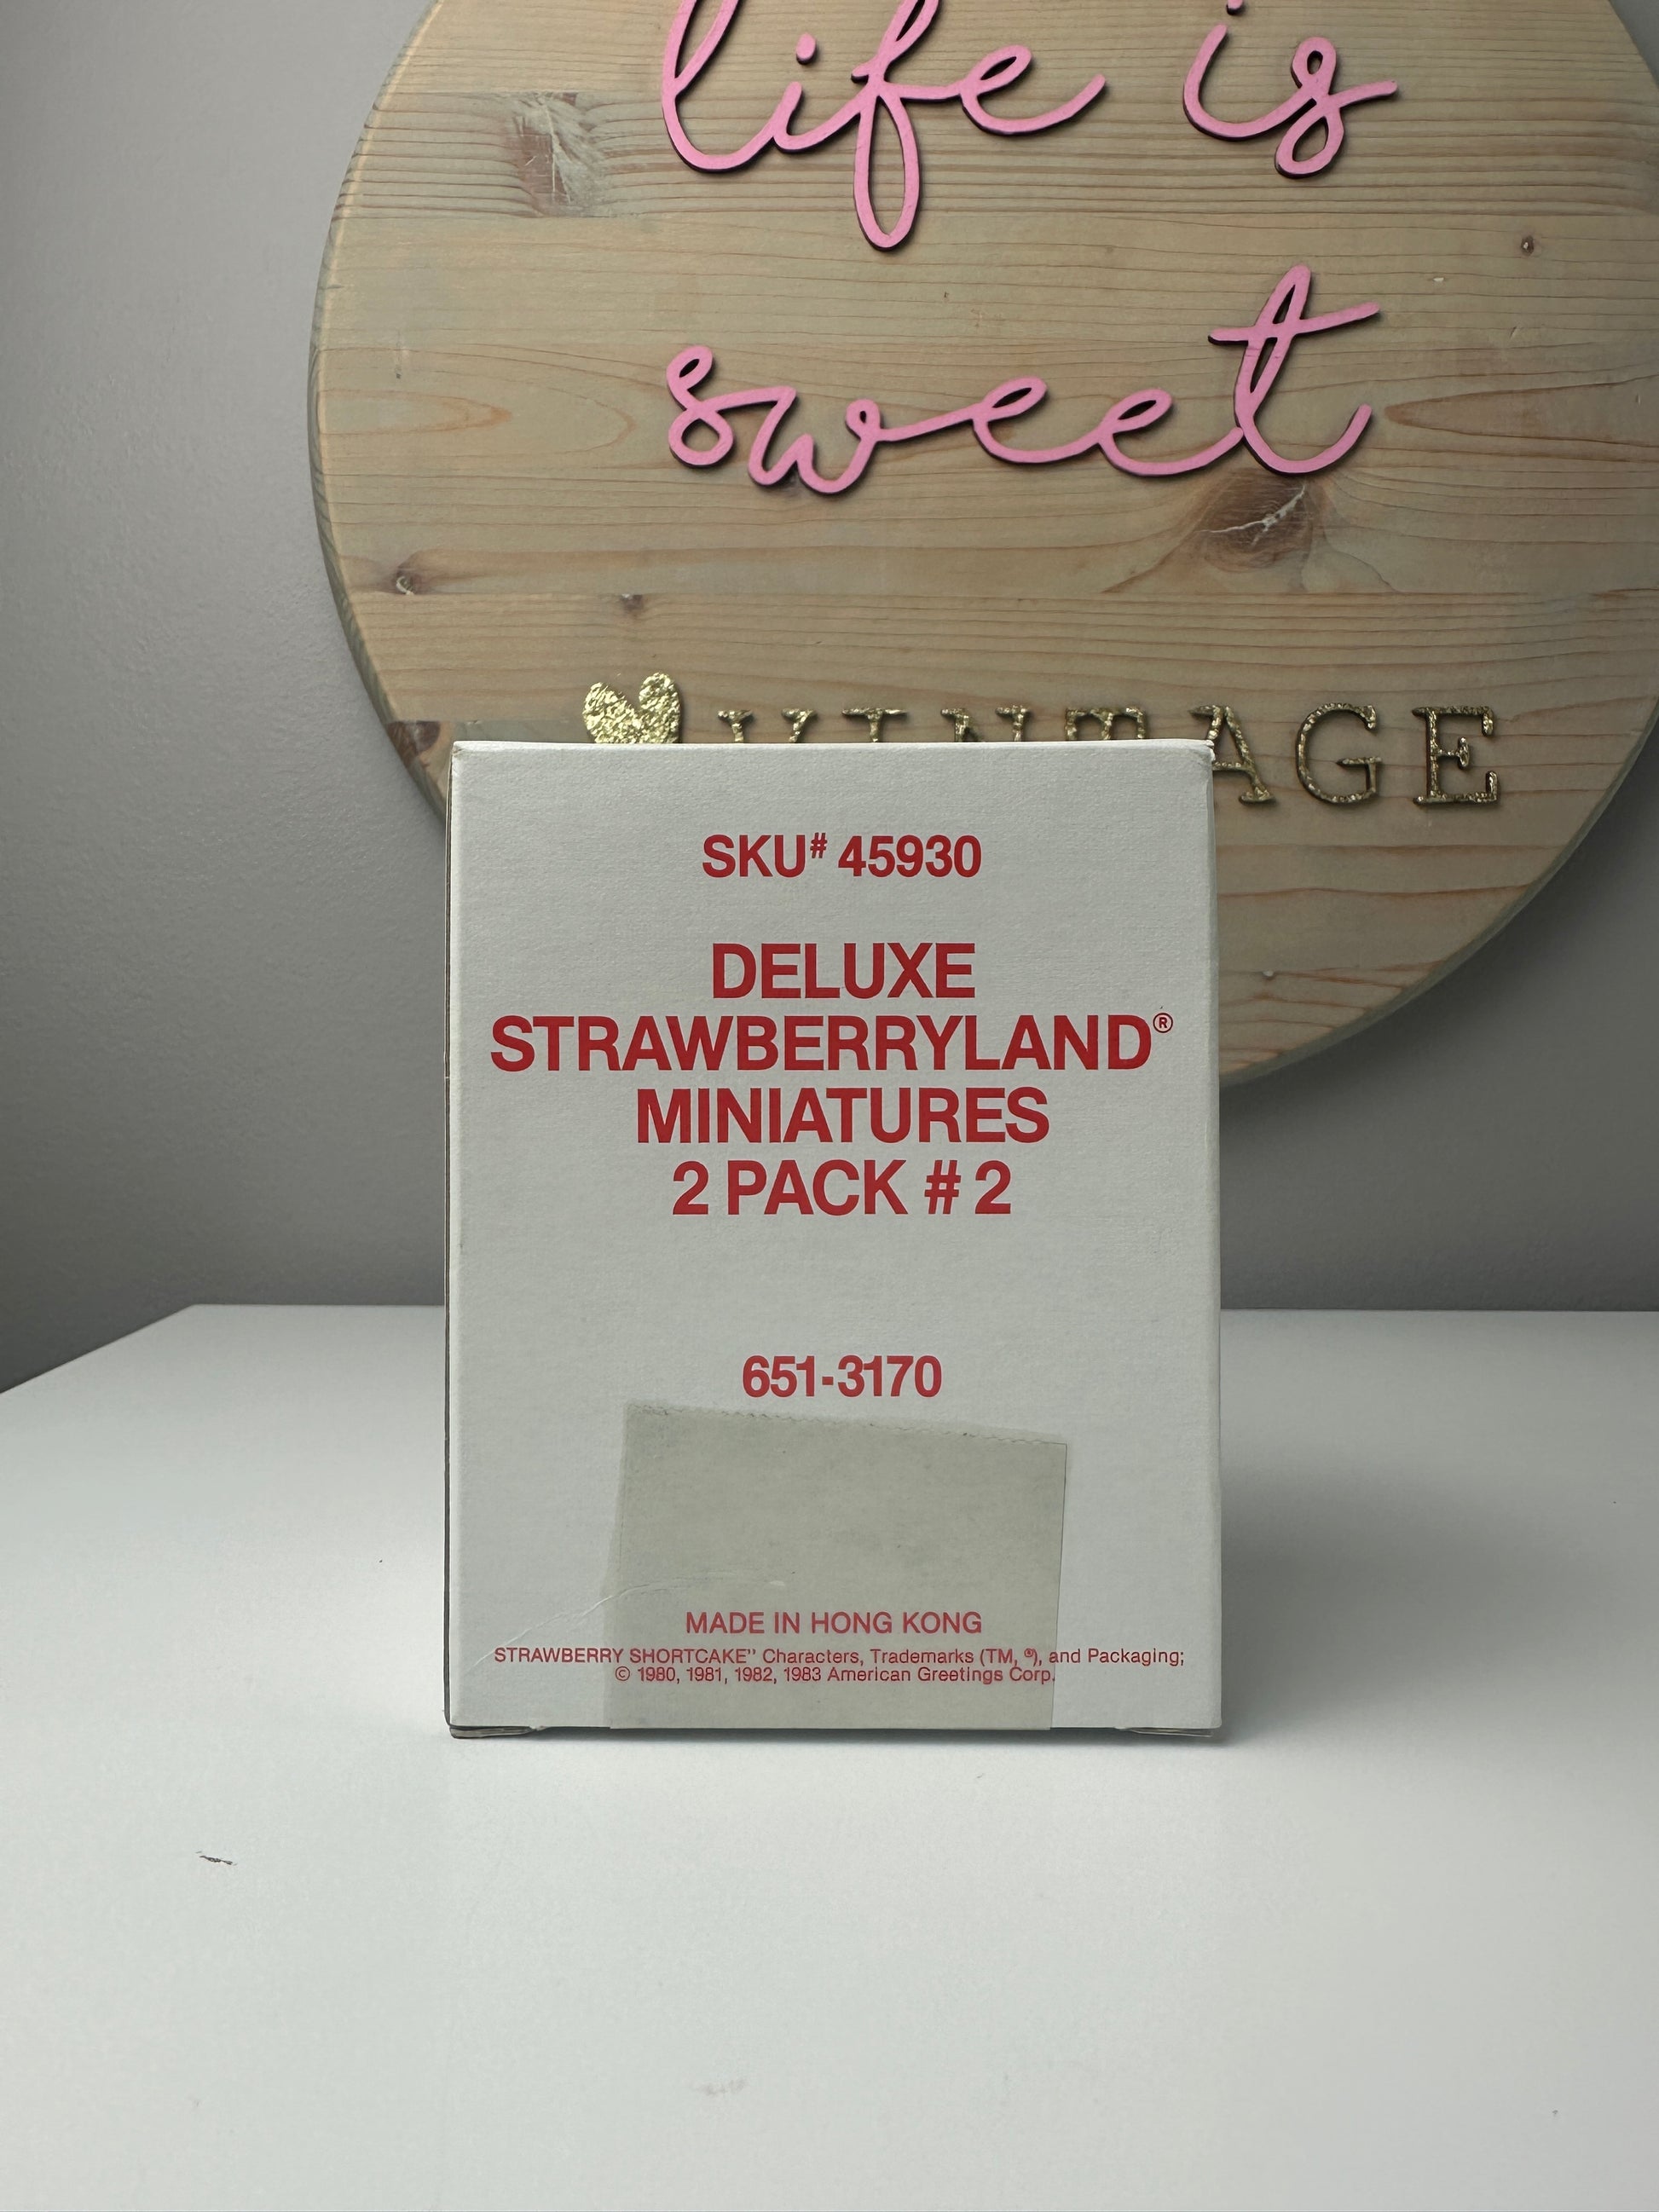 life is
sweet
VINTAGE
SKU# 45930
DELUXE
STRAWBERRYLAND®
MINIATURES
2 PACK # 2
651-3170
MADE IN HONG KONG
STRAWBERRY SHORTCAKE" Characters, Trademarks (TM, ®), and Packaging;
© 1980, 1981, 1982, 1983 American Greetings Corp.